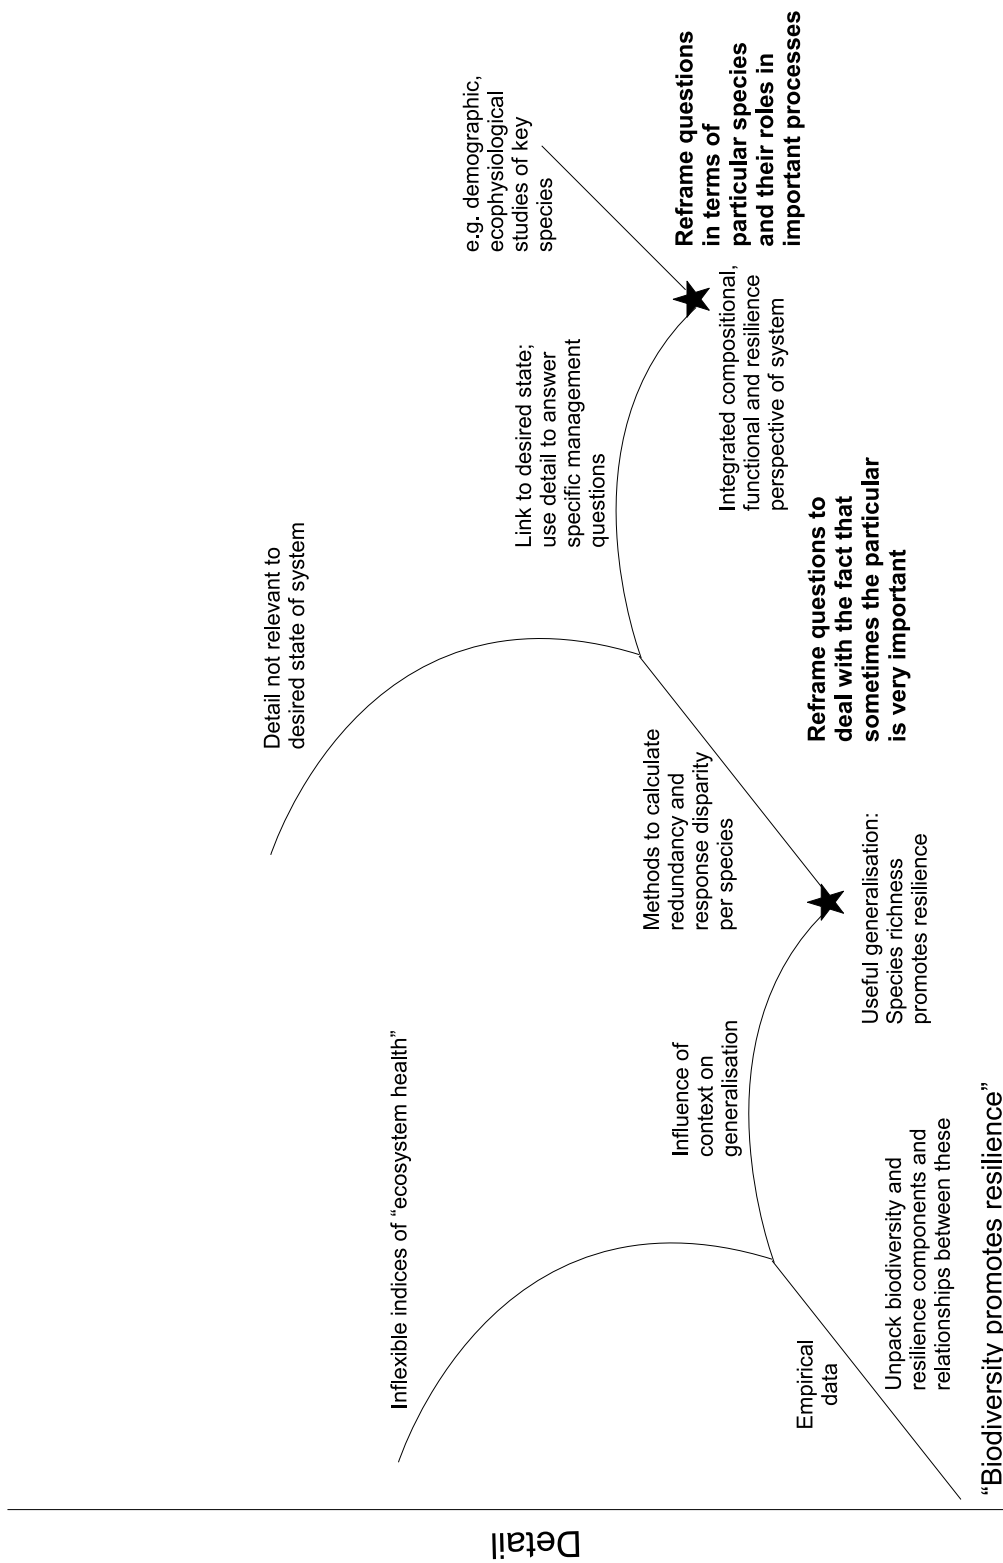 Detail
"Biodiversity promotes resilience"
Empirical
data
Unpack biodiversity and
resilience components and
relationships between these
Inflexible indices of “ecosystem health”
Influence of
context on
generalisation
Useful generalisation:
Species richness
promotes resilience
Methods to calculate
redundancy and
response disparity
per species
Reframe questions to
deal with the fact that
sometimes the particular
is very important
Detail not relevant to
desired state of system
Link to desired state;
use detail to answer
specific management
questions
Integrated compositional,
functional and resilience
perspective of system
e.g. demographic,
ecophysiological
studies of key
species
Reframe questions
in terms of
particular species
and their roles in
important processes